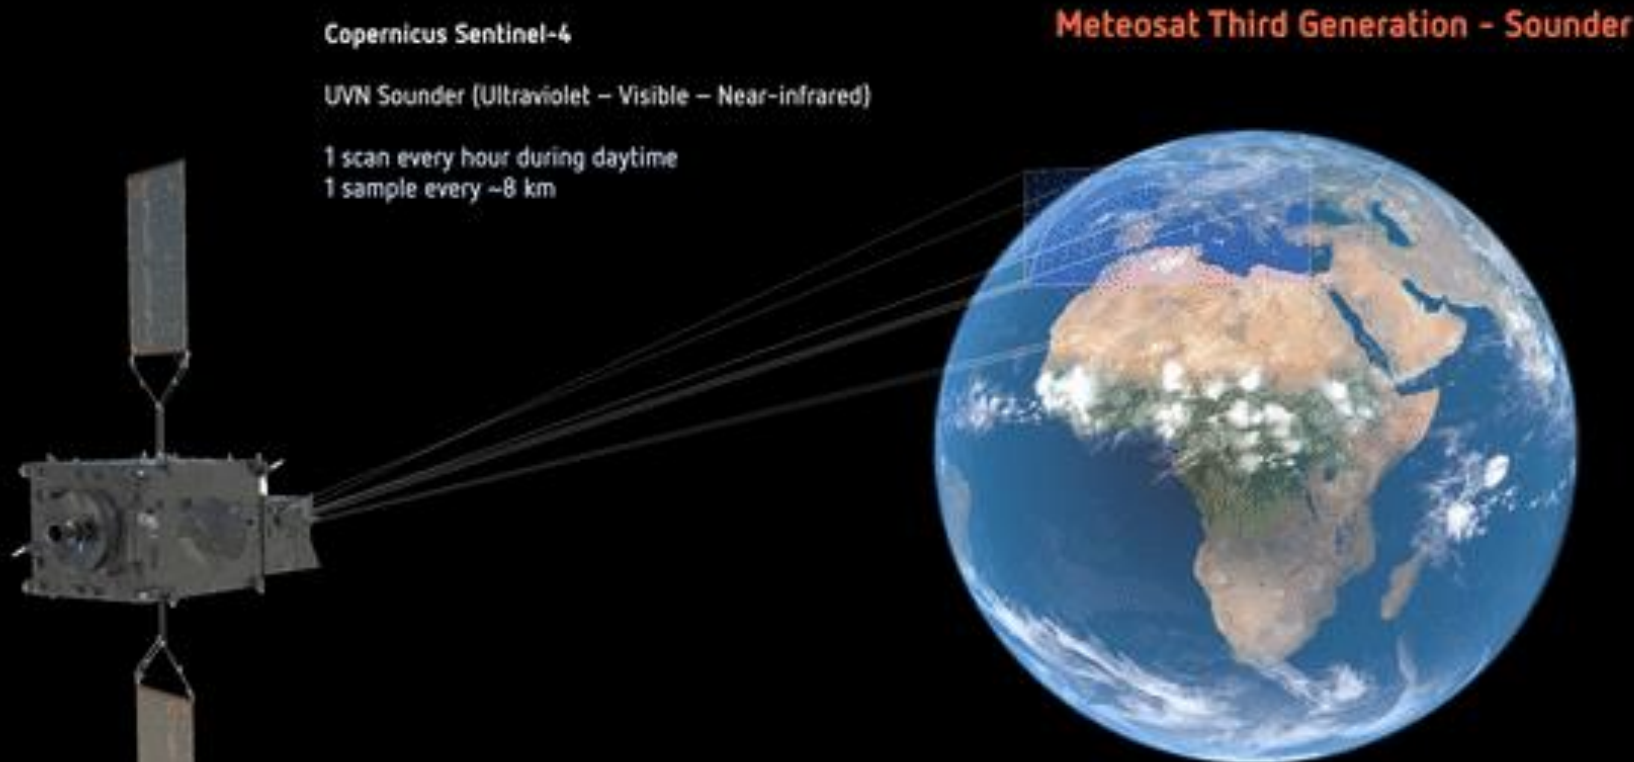 Copernicus Sentinel-4
Meteosat Third Generation - Sounder
UVN Sounder (Ultraviolet – Visible – Near-infrared)
1 scan every hour during daytime
1 sample every ~8 km